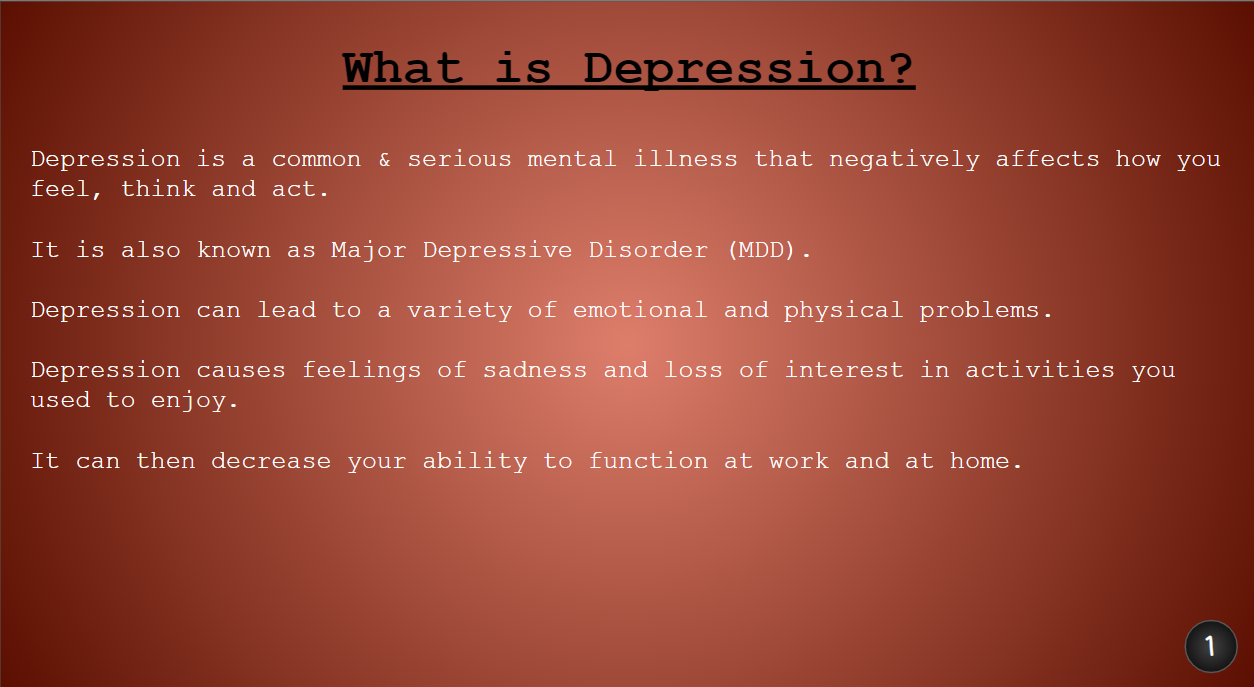 What is Depression?
Depression is a common & serious mental illness that negatively affects how you
feel, think and act.
It is also known as Major Depressive Disorder (MDD).
Depression can lead to a variety of emotional and physical problems.
Depression causes feelings of sadness and loss of interest in activities you
used to enjoy.
It can then decrease your ability to function at work and at home.
1